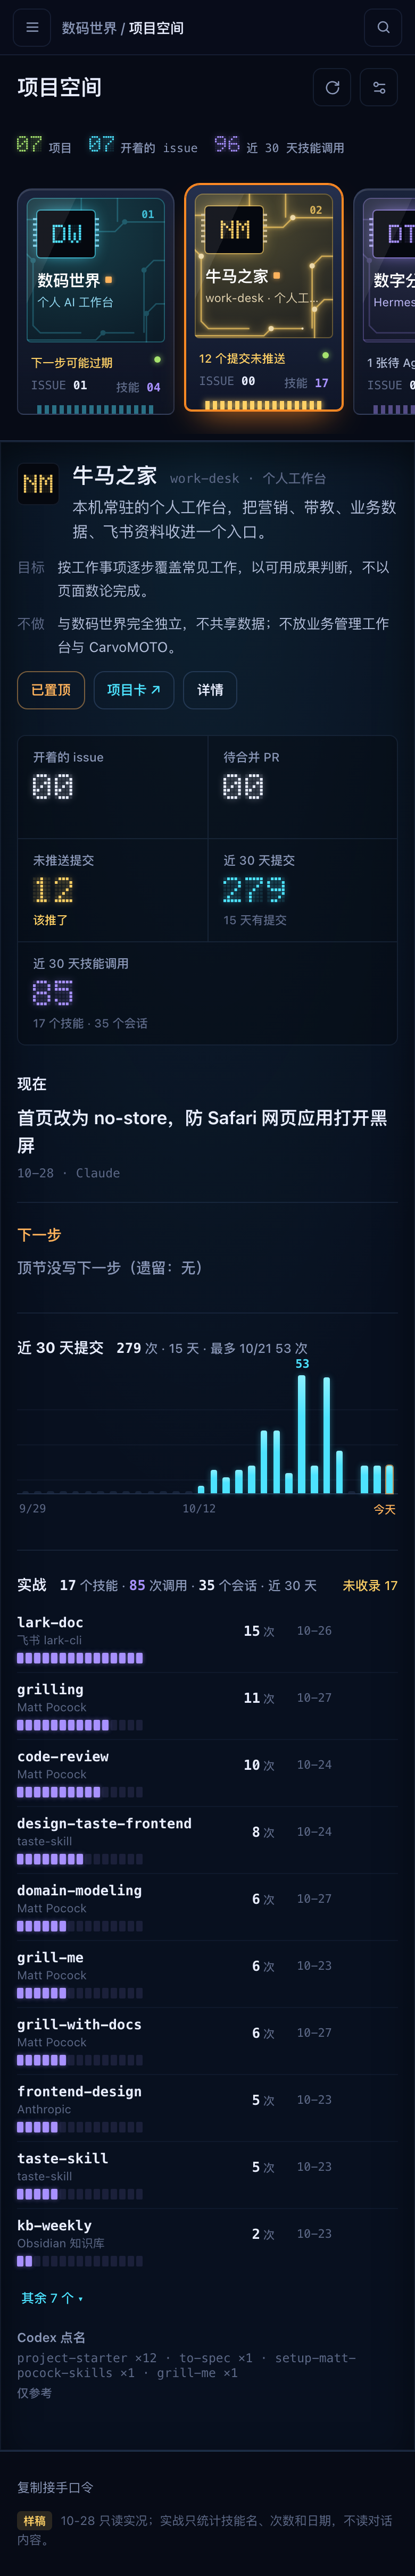 数码世界 / 项目空间
项目空间
07 项目 07 开着的 issue 96 近 30 天技能调用
DW 01
数码世界
个人 AI 工作台
下一步可能过期
ISSUE 01 技能 04
NM 02
牛马之家
work-desk · 个人工…
12 个提交未推送
ISSUE 00 技能 17
数字分
Hermes
1 张待 Ag
ISSUE 0
NM 牛马之家 work-desk · 个人工作台
本机常驻的个人工作台，把营销、带教、业务数
据、飞书资料收进一个入口。
目标 按工作事项逐步覆盖常见工作，以可用成果判断，不以
页面数论完成。
不做 与数码世界完全独立，不共享数据；不放业务管理工作
台与 CarvoMOTO。
已置顶 项目卡 ↗ 详情
开着的 issue
00
待合并 PR
00
未推送提交
12
该推了
近 30 天提交
279
15 天有提交
近 30 天技能调用
85
17 个技能 · 35 个会话
现在
首页改为 no-store，防 Safari 网页应用打开黑
屏
10-28 · Claude
下一步
顶节没写下一步（遗留：无）
近 30 天提交 279 次 · 15 天 · 最多 10/21 53 次
53
9/29 10/12 今天
实战 17 个技能 · 85 次调用 · 35 个会话 · 近 30 天 未收录 17
lark-doc 15 次 10-26
飞书 lark-cli
grilling 11 次 10-27
Matt Pocock
code-review 10 次 10-24
Matt Pocock
design-taste-frontend 8 次 10-24
taste-skill
domain-modeling 6 次 10-27
Matt Pocock
grill-me 6 次 10-23
Matt Pocock
grill-with-docs 6 次 10-27
Matt Pocock
frontend-design 5 次 10-23
Anthropic
taste-skill 5 次 10-23
taste-skill
kb-weekly 2 次 10-23
Obsidian 知识库
其余 7 个 ▾
Codex 点名
project-starter ×12 · to-spec ×1 · setup-matt-
pocock-skills ×1 · grill-me ×1
仅参考
复制接手口令
样稿 10-28 只读实况；实战只统计技能名、次数和日期，不读对话
内容。